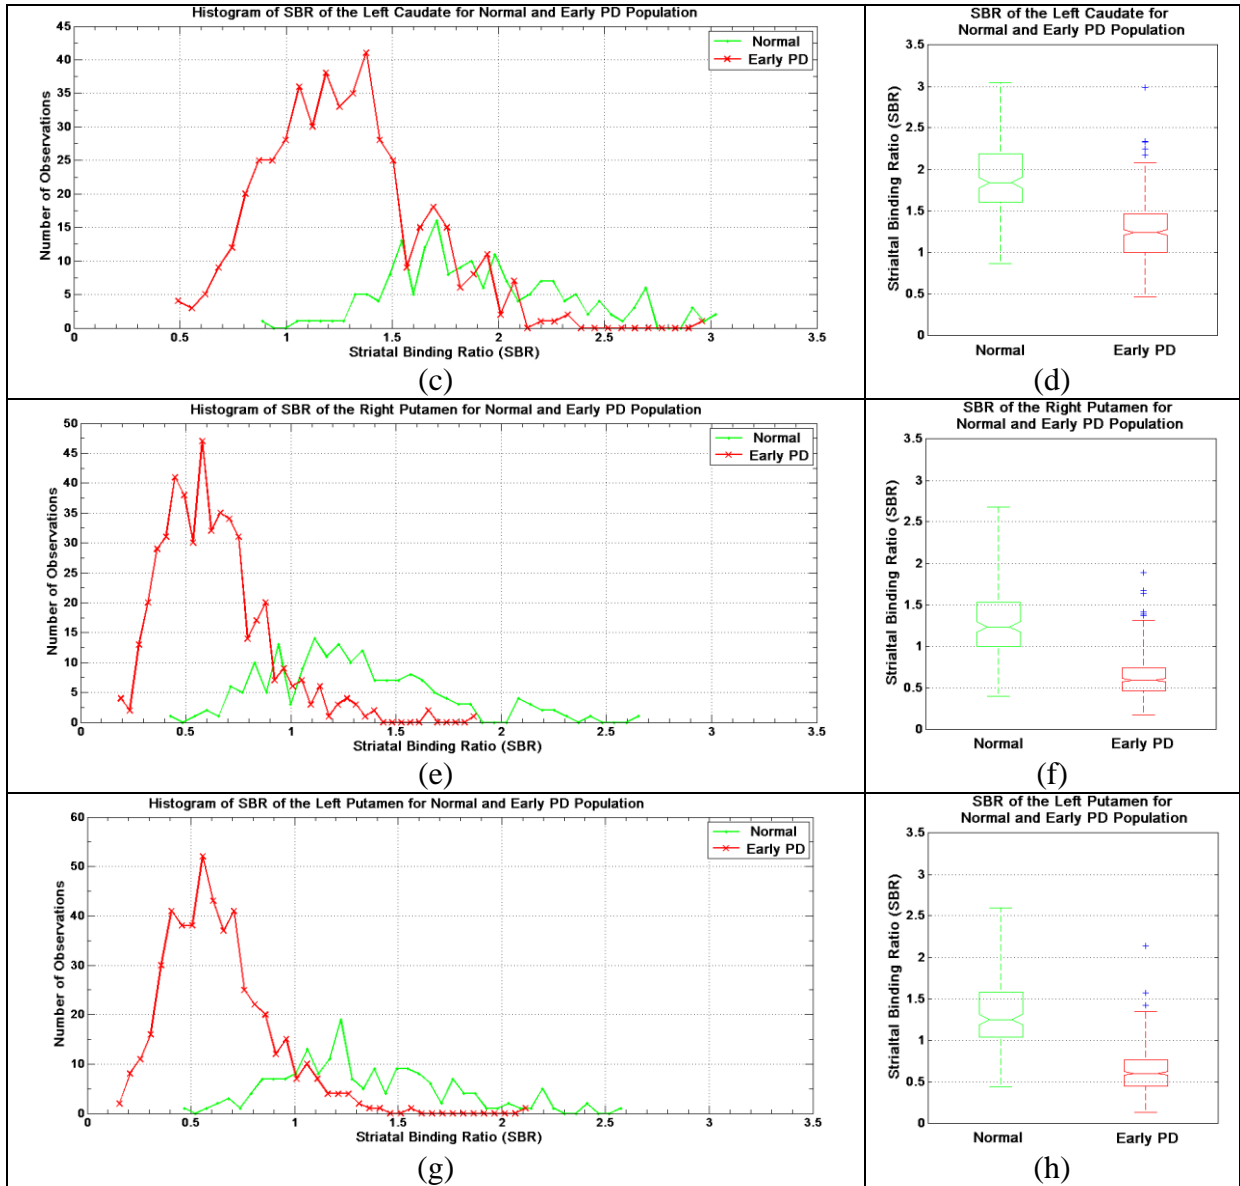 Histogram of SBR of the Left Caudate for Normal and Early PD Population
45
40
35
30
25
20
15
10
5
0
Number of Observations
Normal
Early PD
0 0.5 1 1.5 2 2.5 3 3.5
Striatal Binding Ratio (SBR)
(c)
SBR of the Left Caudate for
Normal and Early PD Population
3.5
3
2.5
2
1.5
1
0.5
0
Strialtal Binding Ratio (SBR)
Normal Early PD
(d)
Histogram of SBR of the Right Putamen for Normal and Early PD Population
50
45
40
35
30
25
20
15
10
5
0
Number of Observations
Normal
Early PD
0 0.5 1 1.5 2 2.5 3 3.5
Striatal Binding Ratio (SBR)
(e)
SBR of the Right Putamen for
Normal and Early PD Population
3.5
3
2.5
2
1.5
1
0.5
0
Strialtal Binding Ratio (SBR)
Normal Early PD
(f)
Histogram of SBR of the Left Putamen for Normal and Early PD Population
60
50
40
30
20
10
0
Number of Observations
Normal
Early PD
0 0.5 1 1.5 2 2.5 3 3.5
Striatal Binding Ratio (SBR)
(g)
SBR of the Left Putamen for
Normal and Early PD Population
3.5
3
2.5
2
1.5
1
0.5
0
Strialtal Binding Ratio (SBR)
Normal Early PD
(h)